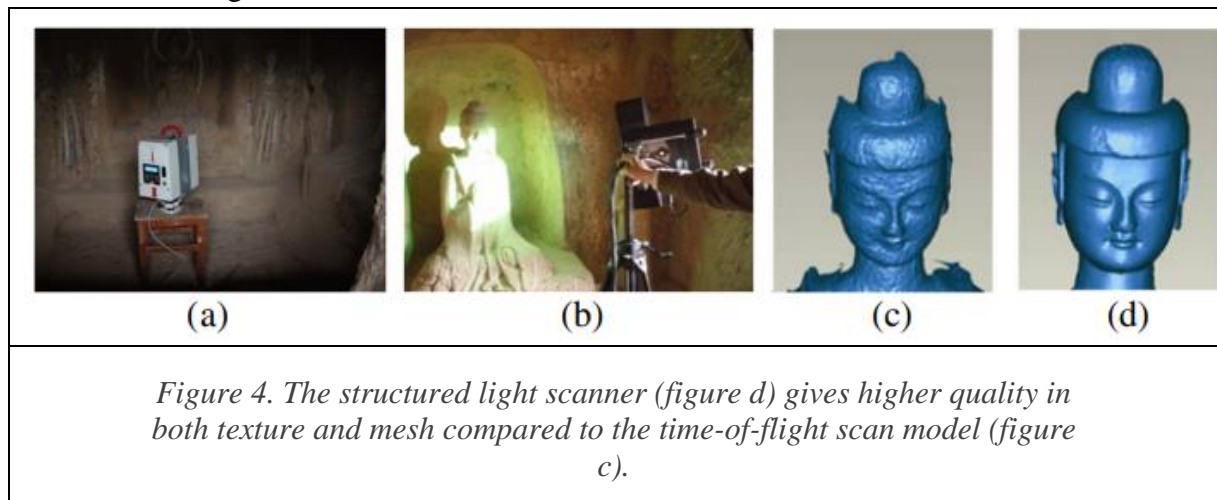 (a) (b) (c) (d)
Figure 4. The structured light scanner (figure d) gives higher quality in
both texture and mesh compared to the time-of-flight scan model (figure
c).